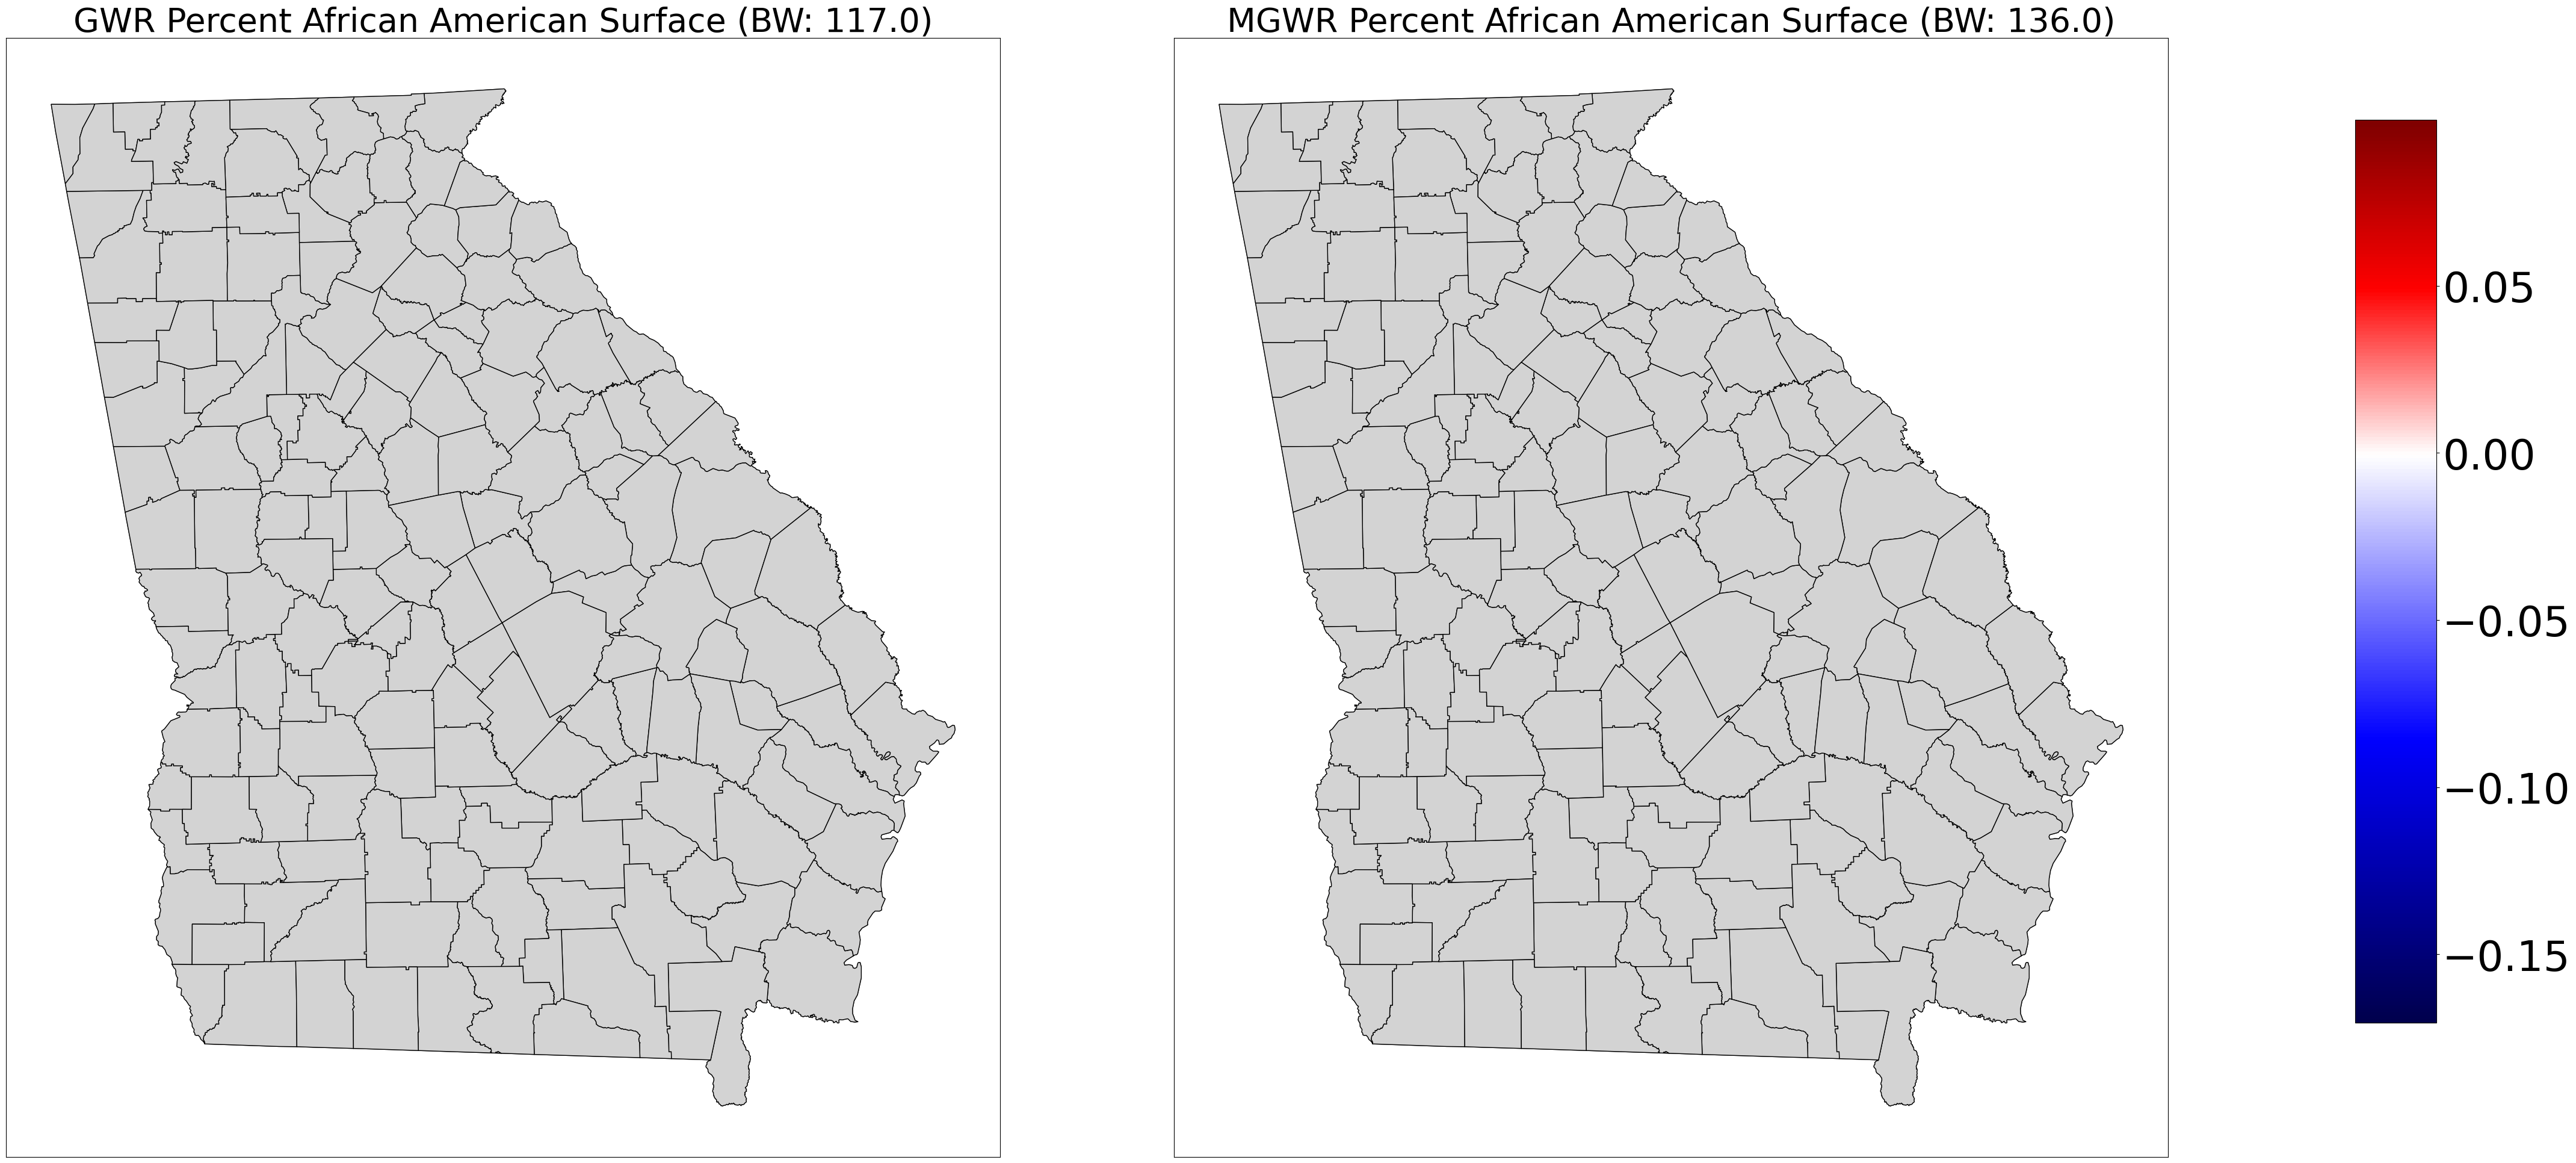 GWR Percent African American Surface (BW: 117.0)
MGWR Percent African American Surface (BW: 136.0)
0.05
0.00
−0.05
−0.10
−0.15